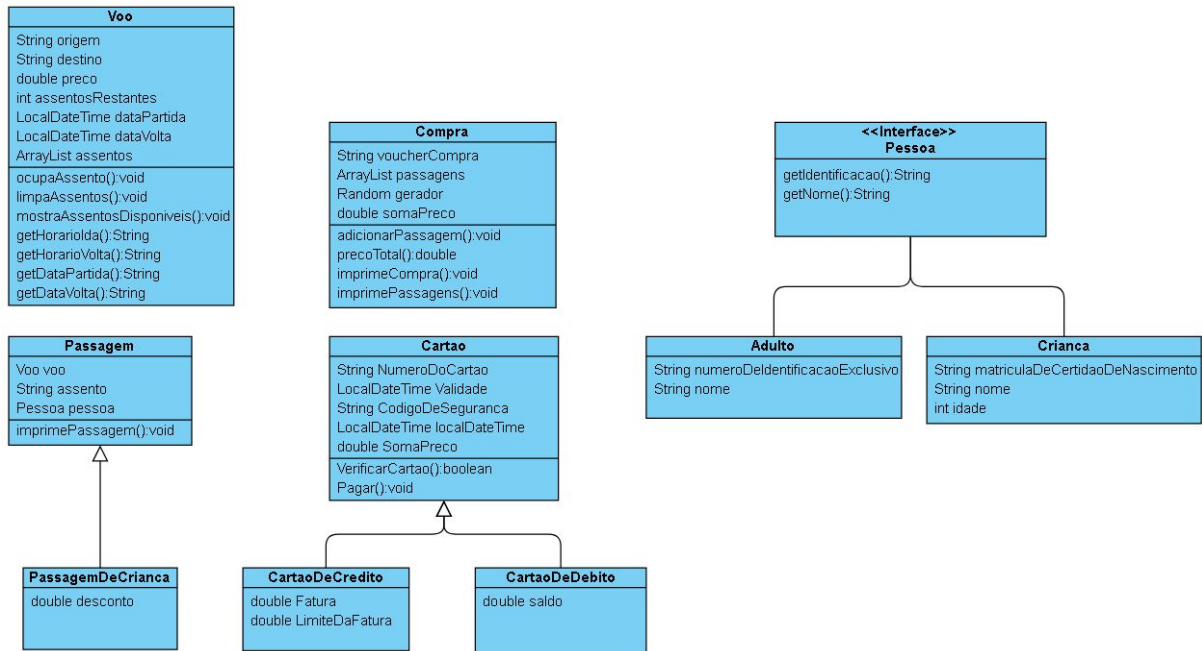 Voo
String origem
String destino
double preco
int assentosRestantes
LocalDateTime dataPartida
LocalDateTime dataVolta
ArrayList assentos
ocupaAssento():void
limpaAssentos():void
mostraAssentosDisponiveis():void
getHorarioIda():String
getHorarioVolta():String
getDataPartida():String
getDataVolta():String
Compra
String voucherCompra
ArrayList passagens
Random gerador
double somaPreco
adicionarPassagem():void
precoTotal():double
imprimeCompra():void
imprimePassagens():void
<<Interface>>
Pessoa
getIdentificacao():String
getNome():String
Passagem
Voo voo
String assento
Pessoa pessoa
imprimePassagem():void
Cartao
String NumeroDoCartao
LocalDateTime Validade
String CodigoDeSeguranca
LocalDateTime localDateTime
double SomaPreco
VerificarCartao():boolean
Pagar():void
Adulto
String numeroDeIdentificacaoExclusivo
String nome
Crianca
String matriculaDeCertidaoDeNascimento
String nome
int idade
PassagemDeCrianca
double desconto
CartaoDeCredito
double Fatura
double LimiteDaFatura
CartaoDeDebito
double saldo